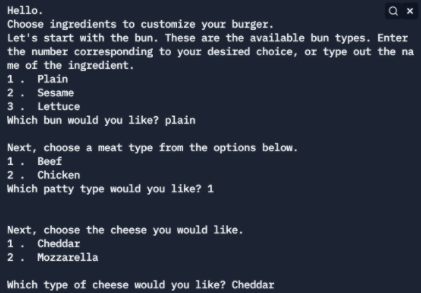 Hello.
Choose ingredients to customize your burger.
Let's start with the bun. These are the available bun types. Enter
the number corresponding to your desired choice, or type out the na
me of the ingredient.
1 .  Plain
2 .  Sesame
3 .  Lettuce
Which bun would you like? plain
Next, choose a meat type from the options below.
1 .  Beef
2 .  Chicken
Which patty type would you like? 1
Next, choose the cheese you would like.
1 .  Cheddar
2 .  Mozzarella
Which type of cheese would you like? Cheddar